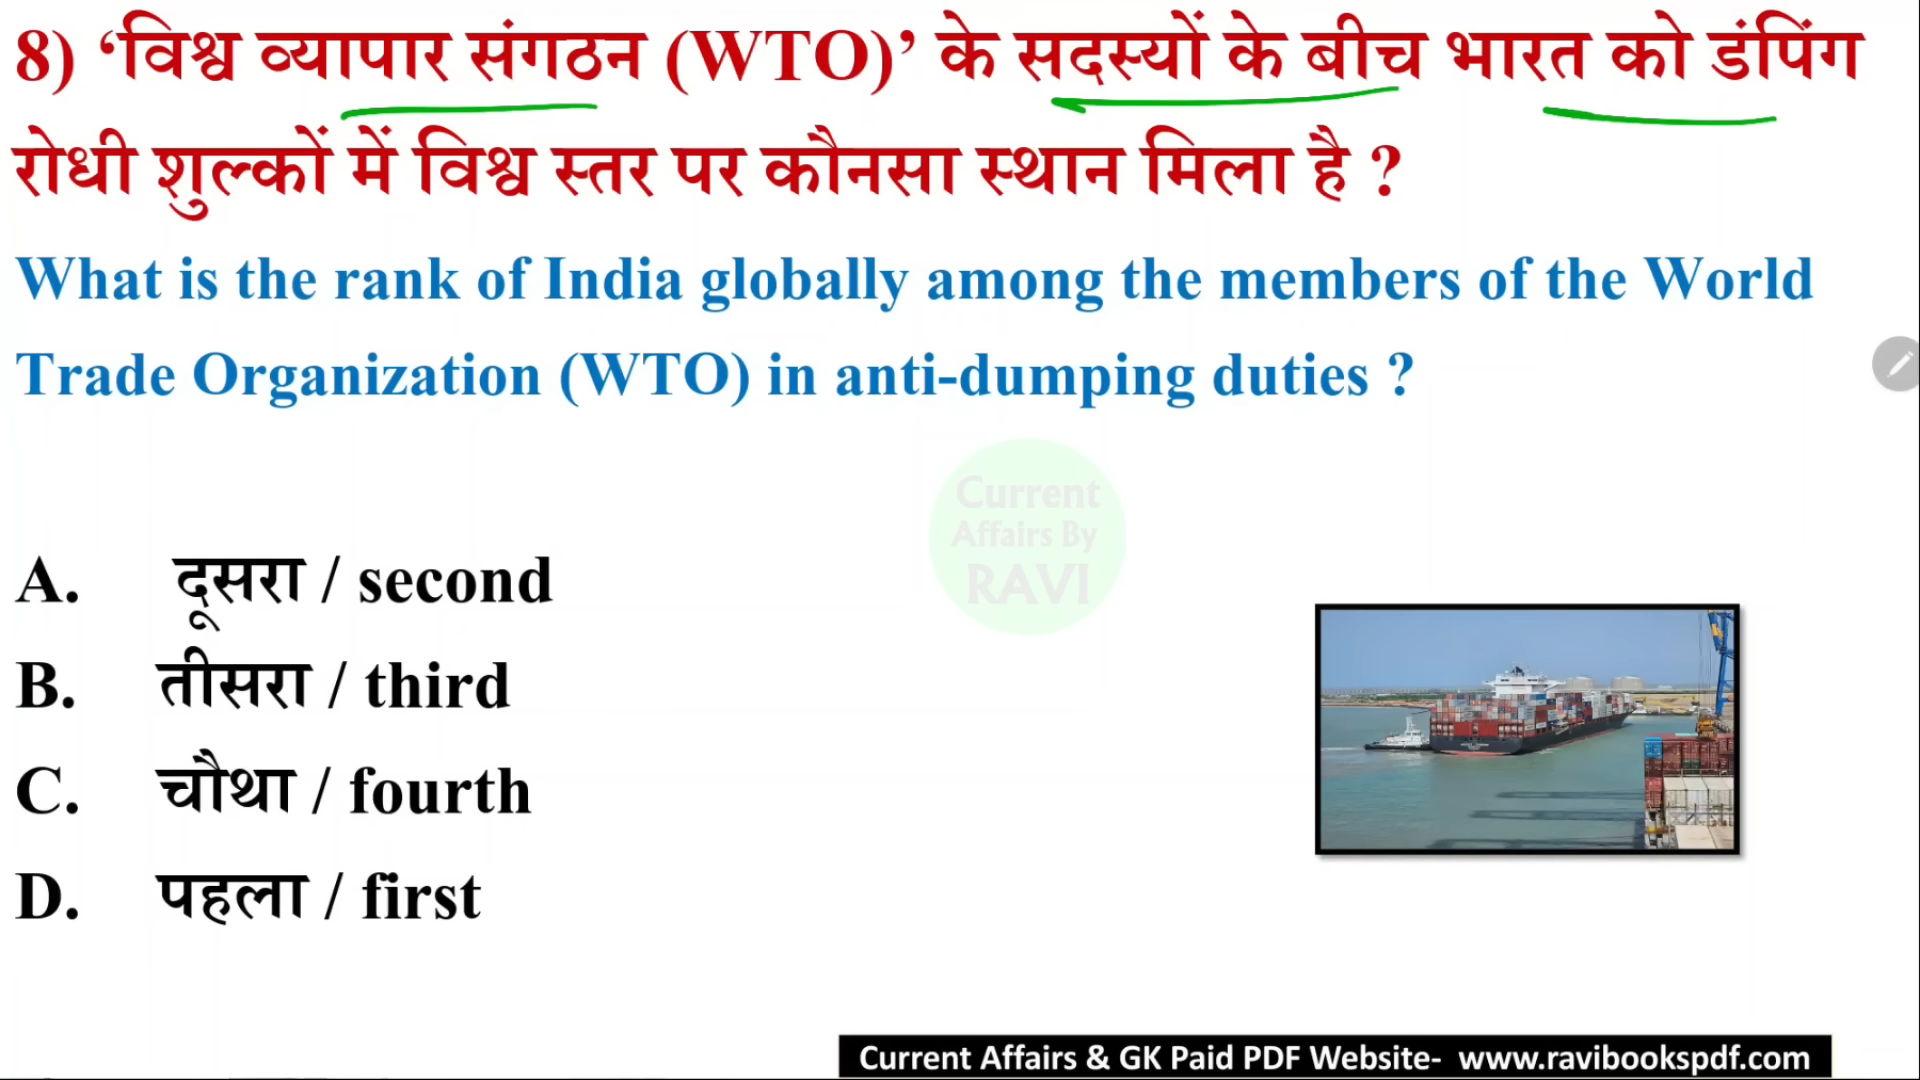 8) ‘विश्व व्यापार संगठन (WTO)’ के सदस्यों के बीच भारत को डंपिंग
रोधी शुल्कों में विश्व स्तर पर कौनसा स्थान मिला है ?
What is the rank of India globally among the members of the World
Trade Organization (WTO) in anti-dumping duties ?
Current
Affairs By
RAVI
A. दूसरा / second
B. तीसरा / third
C. चौथा / fourth
D. पहला / first
Current Affairs & GK Paid PDF Website- www.ravibookspdf.com